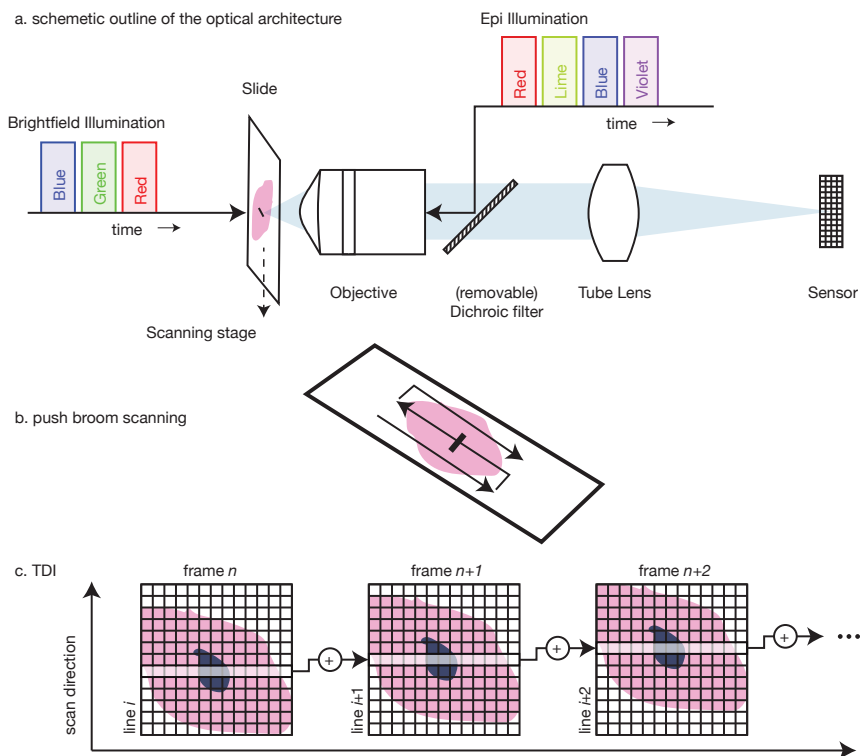 a. schemetic outline of the optical architecture
Epi Illumination
Red
Lime
Blue
Violet
time
Slide
Brightfield Illumination
Blue
Green
Red
time
Objective
(removable)
Dichroic filter
Tube Lens
Sensor
Scanning stage
b. push broom scanning
c. TDI
frame n
frame n+1
frame n+2
scan direction
line i
+
line i+1
+
line i+2
+
•••